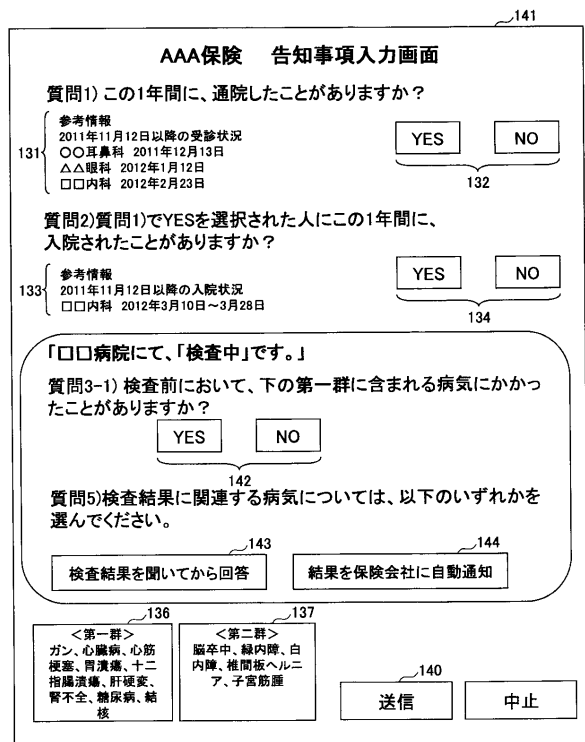 141
AAA保険 告知事項入力画面
質問1) この1年間に、通院したことがありますか?
参考情報
2011年11月12日以降の受診状況
○○耳鼻科 2011年12月13日
△△眼科 2012年1月12日
□□内科 2012年2月23日
131
YES NO
132
質問2)質問1)でYESを選択された人にこの1年間に、
入院されたことがありますか?
参考情報
2011年11月12日以降の入院状況
□□内科 2012年3月10日～3月28日
133
YES NO
134
「□□病院にて、「検査中」です。」
質問3-1) 検査前において、下の第一群に含まれる病気にかかっ
たことがありますか?
YES NO
142
質問5)検査結果に関連する病気については、以下のいずれかを
選んでください。
143
検査結果を聞いてから回答
144
結果を保険会社に自動通知
136
<第一群>
ガン、心臓病、心筋
梗塞、胃潰瘍、十二
指腸潰瘍、肝硬変、
腎不全、糖尿病、結
核
137
<第二群>
脳卒中、緑内障、白
内障、椎間板ヘルニ
ア、子宮筋腫
140
送信
中止